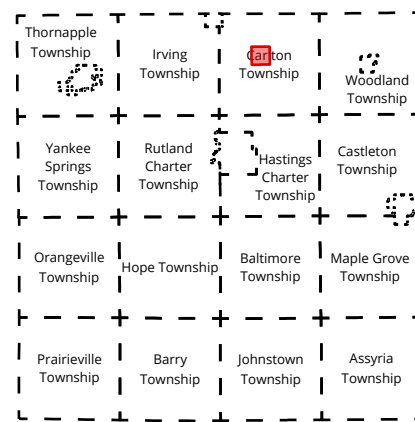 Thornapple
Township
Irving
Township
Carlton
Township
Woodland
Township
Yankee
Springs
Township
Rutland
Charter
Township
Hastings
Charter
Township
Castleton
Township
Orangeville
Township
Hope Township
Baltimore
Township
Maple Grove
Township
Prairieville
Township
Barry
Township
Johnstown
Township
Assyria
Township